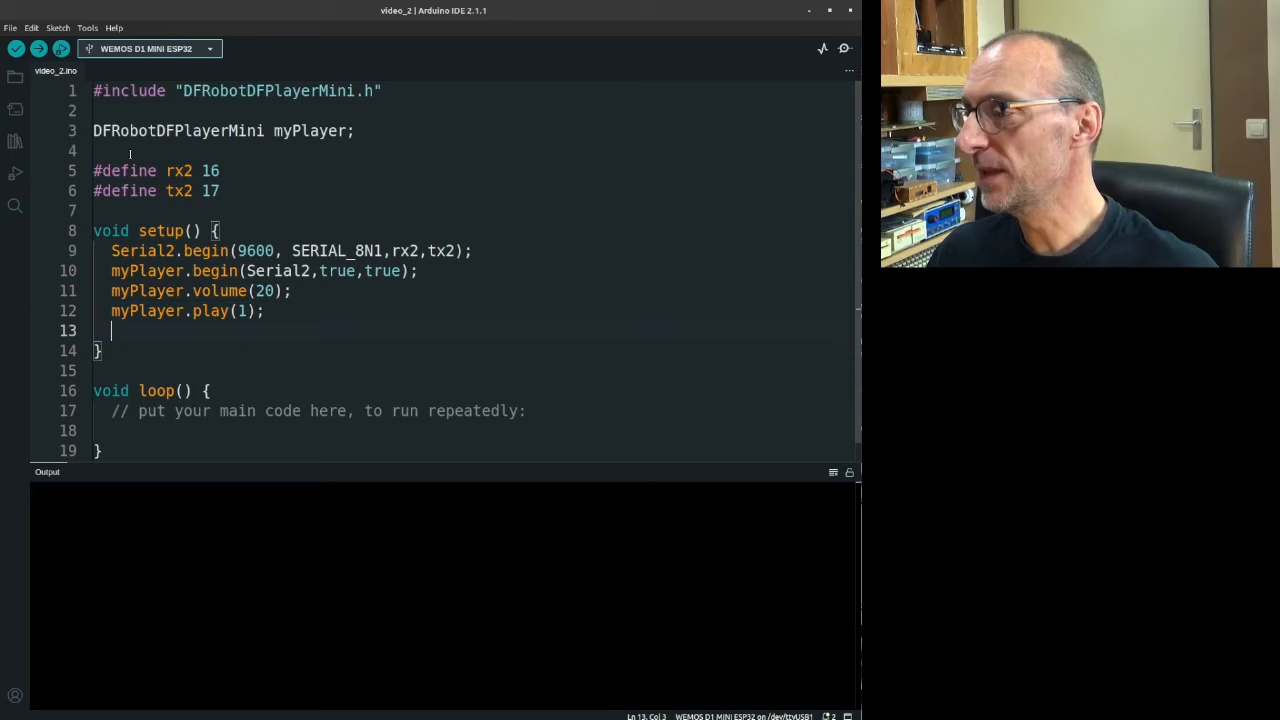 video_2 | Arduino IDE 2.1.1
File Edit Sketch Tools Help
WEMOS D1 MINI ESP32
video_2.ino
1 #include "DFRobotDFPlayerMini.h"
2
3 DFRobotDFPlayerMini myPlayer;
4
5 #define rx2 16
6 #define tx2 17
7
8 void setup() {
9 Serial2.begin(9600, SERIAL_8N1,rx2,tx2);
10 myPlayer.begin(Serial2,true,true);
11 myPlayer.volume(20);
12 myPlayer.play(1);
13
14 }
15
16 void loop() {
17 // put your main code here, to run repeatedly:
18
19 }
Output
Ln 13, Col 3 WEMOS D1 MINI ESP32 on /dev/ttyUSB1 2